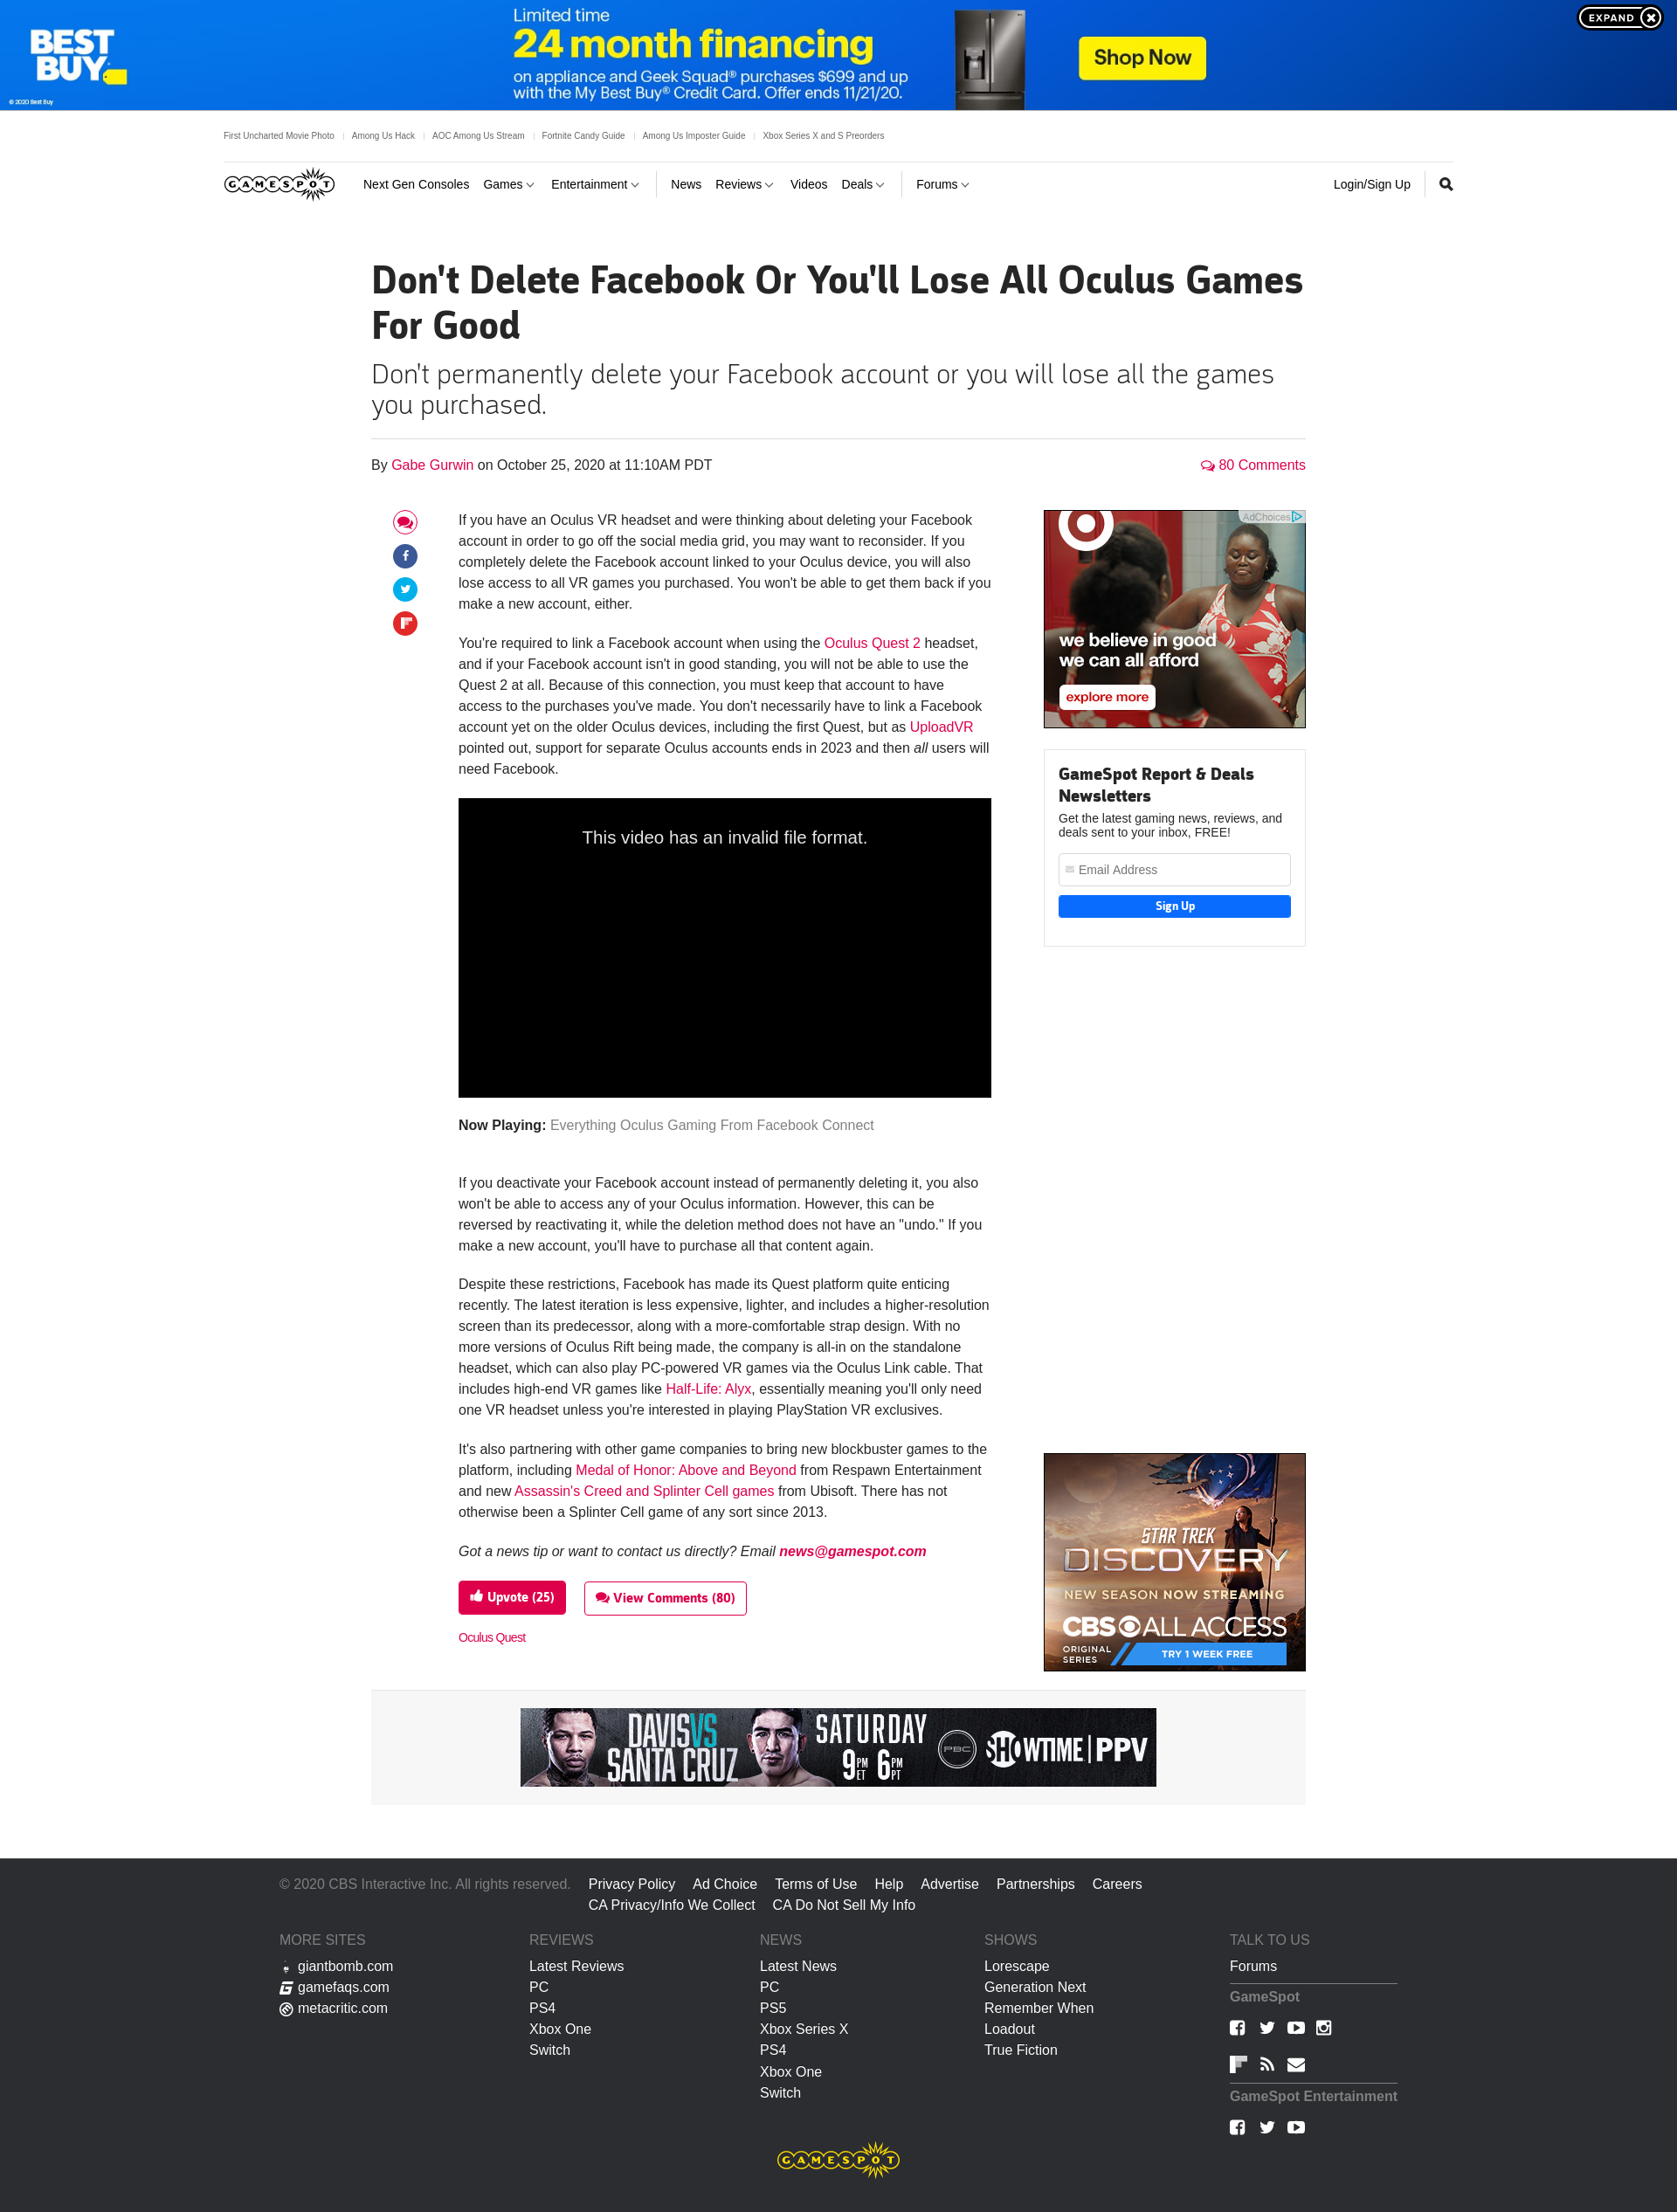 BEST
BUY
© 2020 Best Buy
Limited time
24 month financing
on appliance and Geek Squad® purchases $699 and up
with the My Best Buy® Credit Card. Offer ends 11/21/20.
Shop Now
EXPAND
First Uncharted Movie Photo
Among Us Hack
AOC Among Us Stream
Fortnite Candy Guide
Among Us Imposter Guide
Xbox Series X and S Preorders
GAMESPOT
Next Gen Consoles
Games
Entertainment
News
Reviews
Videos
Deals
Forums
Login/Sign Up
Don't Delete Facebook Or You'll Lose All Oculus Games
For Good
Don't permanently delete your Facebook account or you will lose all the games
you purchased.
By Gabe Gurwin on October 25, 2020 at 11:10AM PDT
80 Comments
If you have an Oculus VR headset and were thinking about deleting your Facebook
account in order to go off the social media grid, you may want to reconsider. If you
completely delete the Facebook account linked to your Oculus device, you will also
lose access to all VR games you purchased. You won't be able to get them back if you
make a new account, either.
You're required to link a Facebook account when using the Oculus Quest 2 headset,
and if your Facebook account isn't in good standing, you will not be able to use the
Quest 2 at all. Because of this connection, you must keep that account to have
access to the purchases you've made. You don't necessarily have to link a Facebook
account yet on the older Oculus devices, including the first Quest, but as UploadVR
pointed out, support for separate Oculus accounts ends in 2023 and then all users will
need Facebook.
This video has an invalid file format.
Now Playing: Everything Oculus Gaming From Facebook Connect
If you deactivate your Facebook account instead of permanently deleting it, you also
won't be able to access any of your Oculus information. However, this can be
reversed by reactivating it, while the deletion method does not have an "undo." If you
make a new account, you'll have to purchase all that content again.
Despite these restrictions, Facebook has made its Quest platform quite enticing
recently. The latest iteration is less expensive, lighter, and includes a higher-resolution
screen than its predecessor, along with a more-comfortable strap design. With no
more versions of Oculus Rift being made, the company is all-in on the standalone
headset, which can also play PC-powered VR games via the Oculus Link cable. That
includes high-end VR games like Half-Life: Alyx, essentially meaning you'll only need
one VR headset unless you're interested in playing PlayStation VR exclusives.
It's also partnering with other game companies to bring new blockbuster games to the
platform, including Medal of Honor: Above and Beyond from Respawn Entertainment
and new Assassin's Creed and Splinter Cell games from Ubisoft. There has not
otherwise been a Splinter Cell game of any sort since 2013.
Got a news tip or want to contact us directly? Email news@gamespot.com
Upvote (25)
View Comments (80)
Oculus Quest
AdChoices
we believe in good
we can all afford
explore more
GameSpot Report & Deals
Newsletters
Get the latest gaming news, reviews, and
deals sent to your inbox, FREE!
Email Address
Sign Up
STAR TREK
DISCOVERY
NEW SEASON NOW STREAMING
CBS ALL ACCESS
ORIGINAL
SERIES
TRY 1 WEEK FREE
DAVIS VS
SANTA CRUZ
SATURDAY
9PM ET 6PM PT
PBC
SHOWTIME | PPV
© 2020 CBS Interactive Inc. All rights reserved.
Privacy Policy
Ad Choice
Terms of Use
Help
Advertise
Partnerships
Careers
CA Privacy/Info We Collect
CA Do Not Sell My Info
MORE SITES
giantbomb.com
gamefaqs.com
metacritic.com
REVIEWS
Latest Reviews
PC
PS4
Xbox One
Switch
NEWS
Latest News
PC
PS5
Xbox Series X
PS4
Xbox One
Switch
SHOWS
Lorescape
Generation Next
Remember When
Loadout
True Fiction
TALK TO US
Forums
GameSpot
GameSpot Entertainment
GAMESPOT